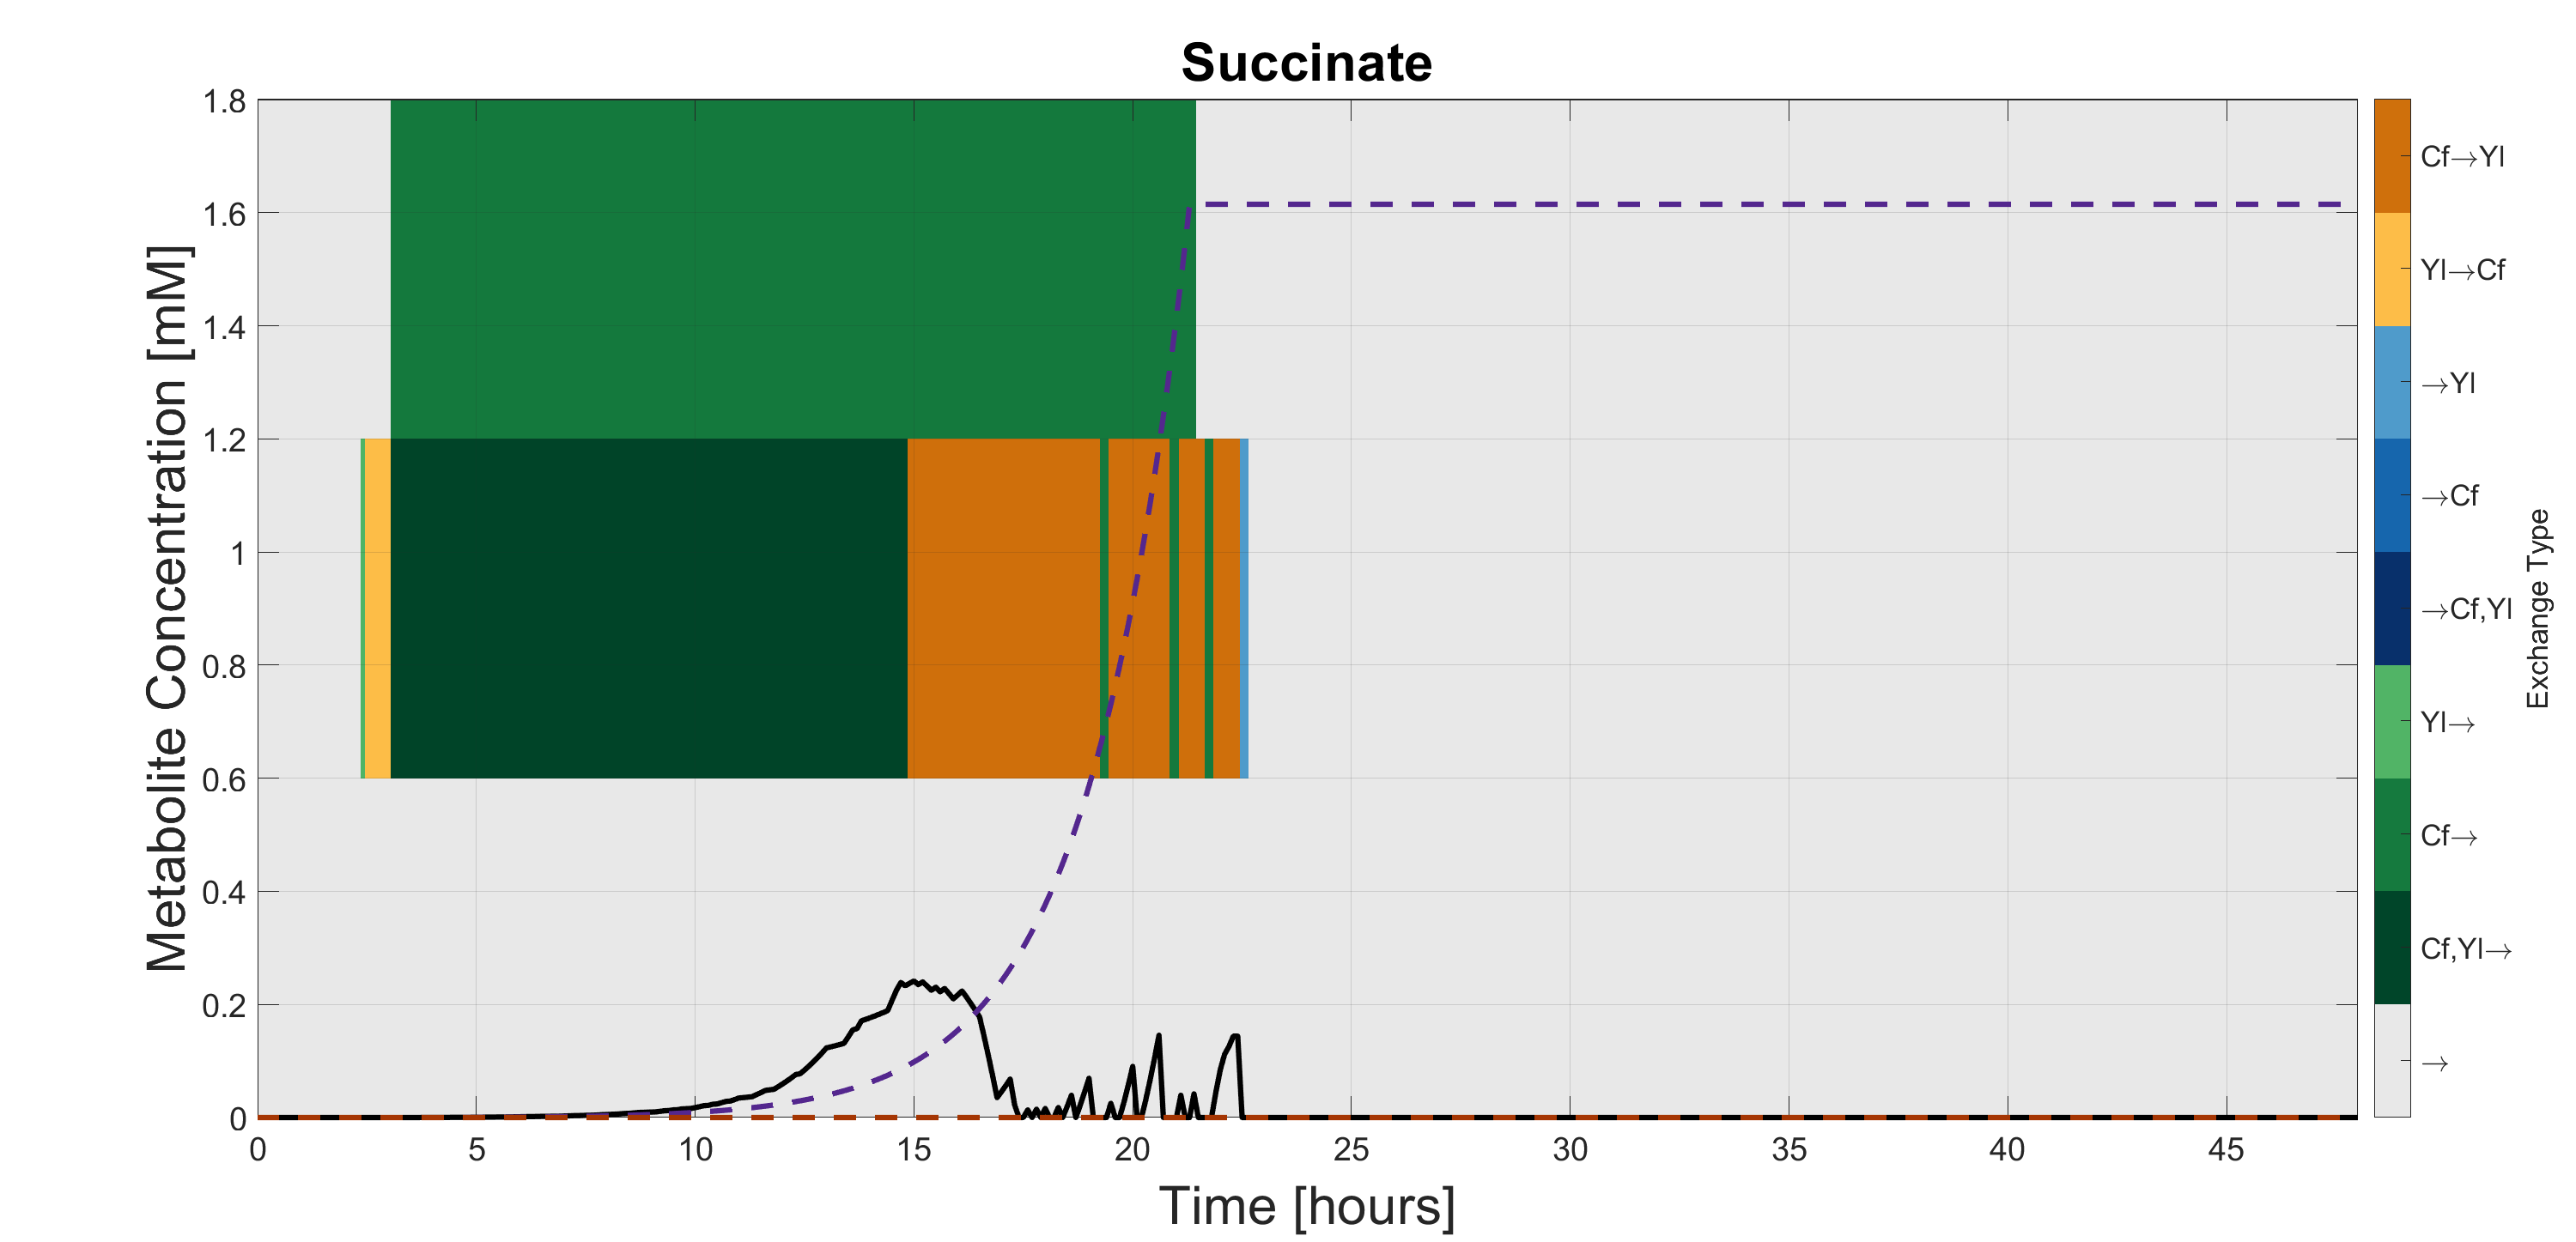 Succinate
Metabolite Concentration [mM]
1.8
1.6
1.4
1.2
1
0.8
0.6
0.4
0.2
0
0 5 10 15 20 25 30 35 40 45
Time [hours]
Cf→Yl
Yl→Cf
→Yl
→Cf
→Cf,Yl
Yl→
Cf→
Cf,Yl→
→
Exchange Type